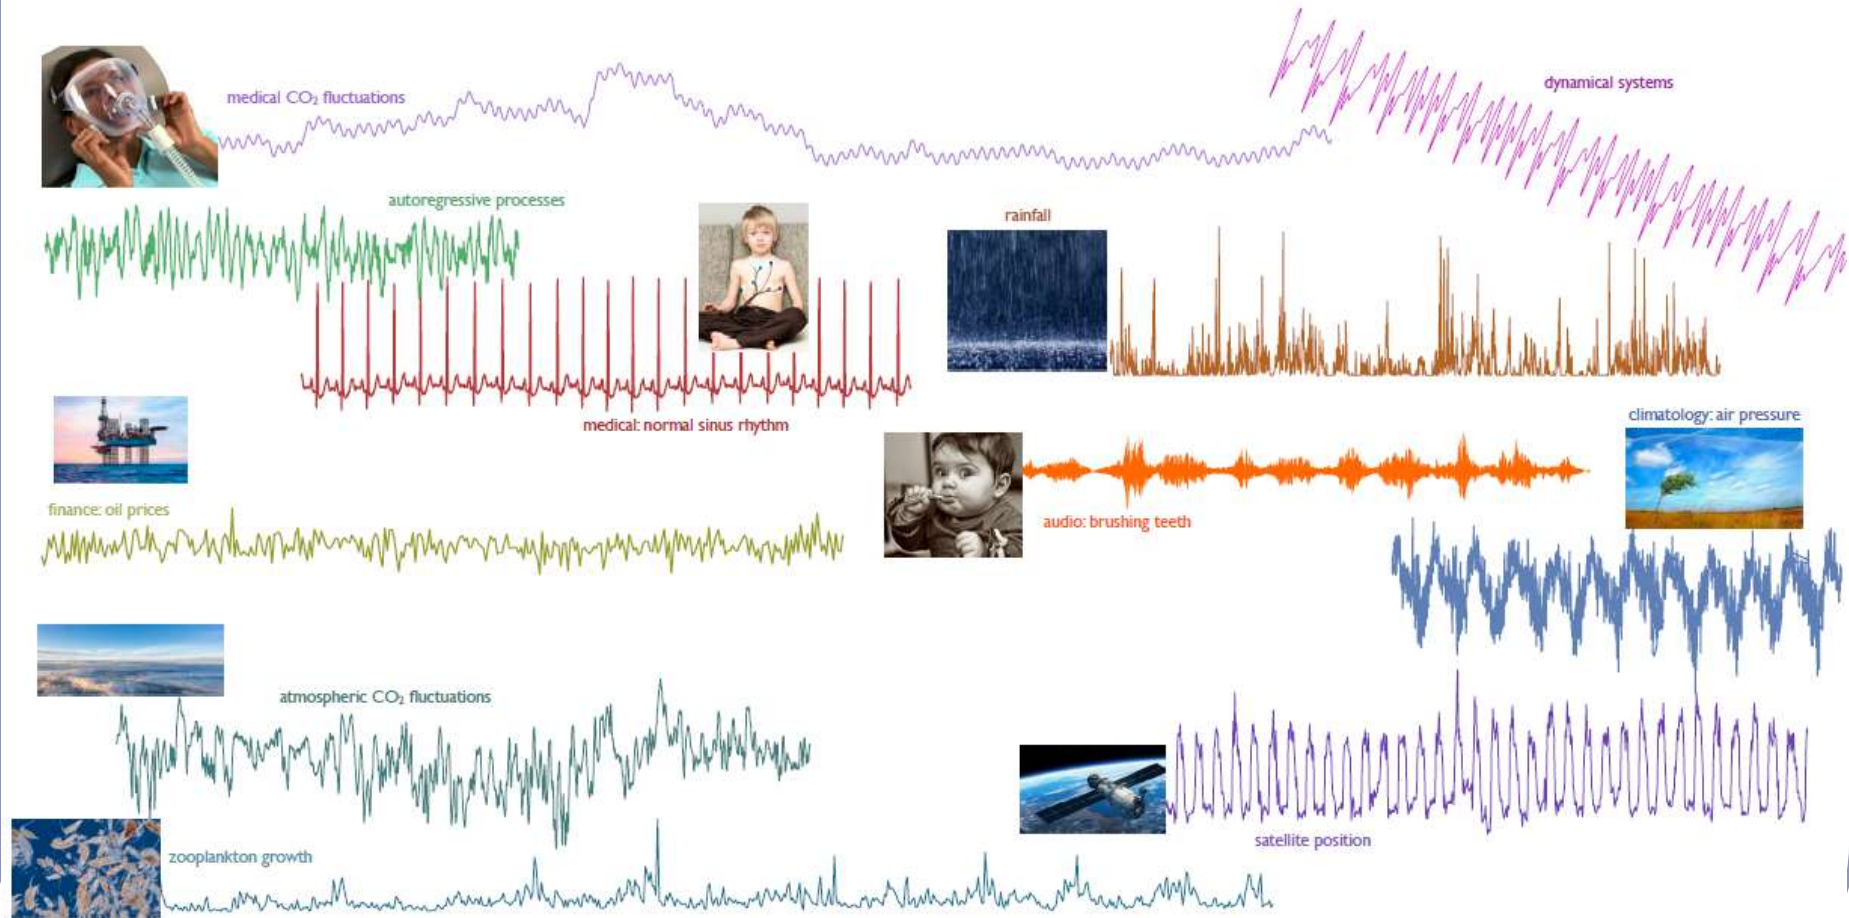 medical CO₂ fluctuations
dynamical systems
autoregressive processes
rainfall
medical: normal sinus rhythm
climatology: air pressure
finance: oil prices
audio: brushing teeth
atmospheric CO₂ fluctuations
satellite position
zooplankton growth